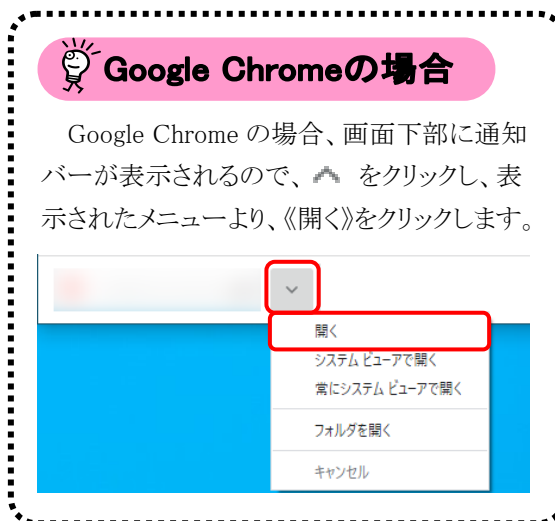 Google Chromeの場合
Google Chrome の場合、画面下部に通知
バーが表示されるので、 をクリックし、表
示されたメニューより、《開く》をクリックします。
開く
システム ビューアで開く
常にシステム ビューアで開く
フォルダを開く
キャンセル